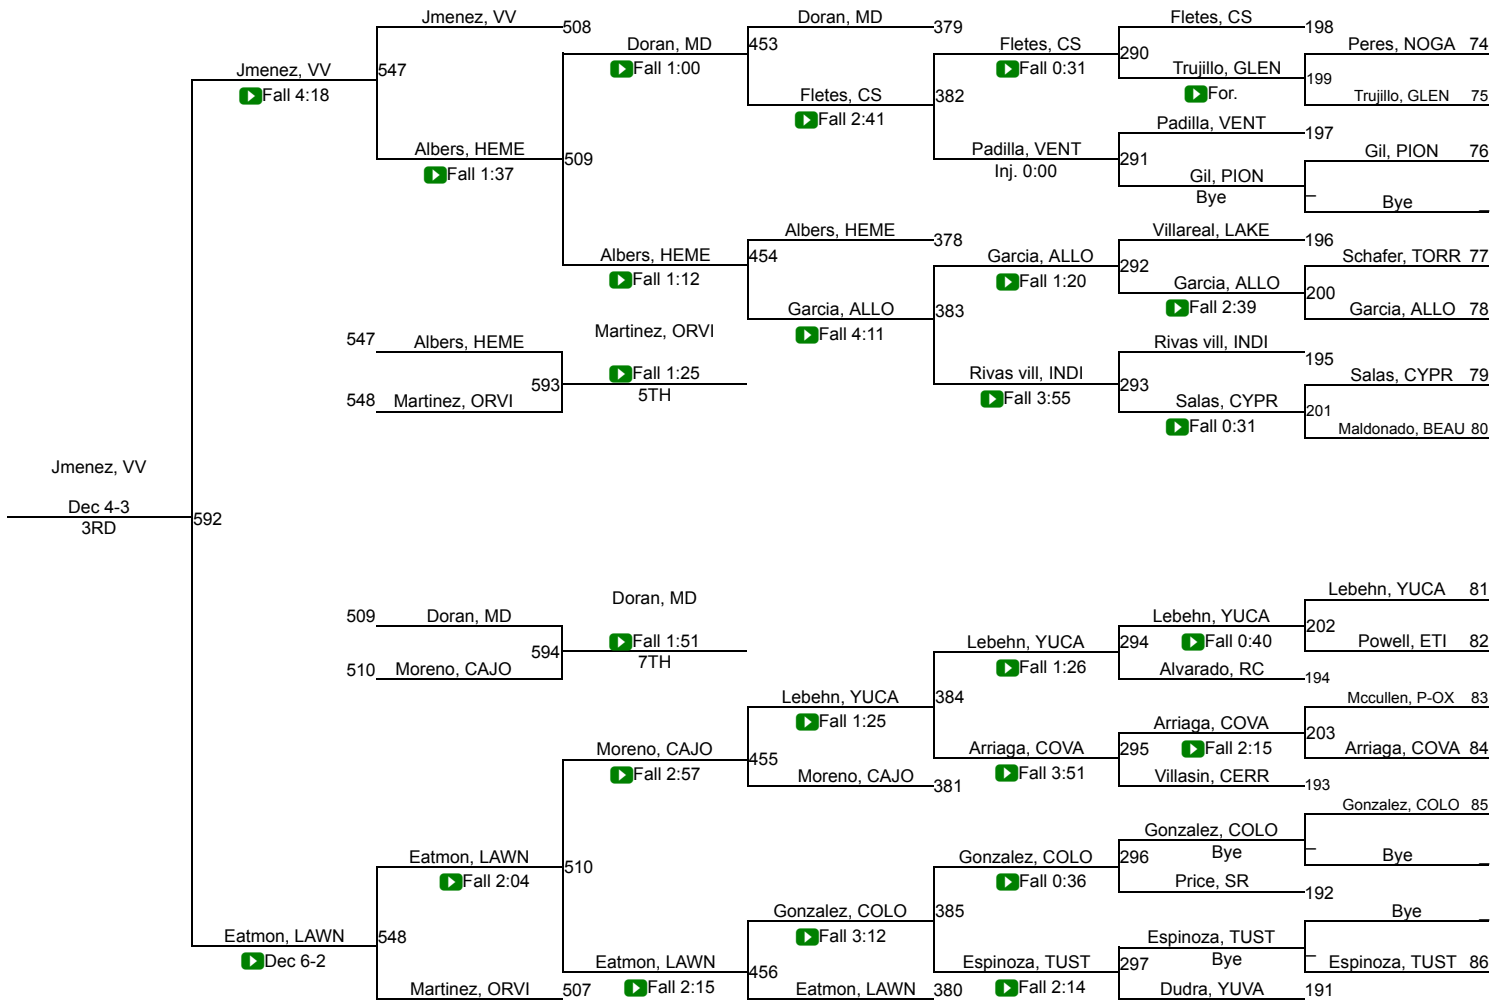 Jmenez, VV
508
Doran, MD
379
Fletes, CS
198
Doran, MD
453
Fletes, CS
290
Peres, NOGA 74
Jmenez, VV
547
Fall 1:00
Fall 0:31
Trujillo, GLEN
199
Fall 4:18
Fletes, CS
382
For.
Trujillo, GLEN 75
Fall 2:41
Padilla, VENT
197
Albers, HEME
509
Padilla, VENT
291
Gil, PION 76
Fall 1:37
Inj. 0:00
Gil, PION
Bye
Bye
Albers, HEME
378
Villareal, LAKE
196
Albers, HEME
454
Garcia, ALLO
292
Schafer, TORR 77
Fall 1:12
Fall 1:20
Garcia, ALLO
200
Garcia, ALLO
383
Fall 2:39
Garcia, ALLO 78
547
Albers, HEME
Martinez, ORVI
Fall 4:11
Rivas vill, INDI
195
593
Fall 1:25
Rivas vill, INDI
293
Salas, CYPR 79
548
Martinez, ORVI
5TH
Fall 3:55
Salas, CYPR
201
Fall 0:31
Maldonado, BEAU 80
Jmenez, VV
Dec 4-3
592
3RD
509
Doran, MD
Doran, MD
Lebehn, YUCA 81
Lebehn, YUCA
202
594
Fall 1:51
Lebehn, YUCA
294
Fall 0:40
Powell, ETI 82
510
Moreno, CAJO
7TH
Fall 1:26
Alvarado, RC
194
Lebehn, YUCA
384
Mccullen, P-OX 83
Fall 1:25
Arriaga, COVA
203
Moreno, CAJO
455
Arriaga, COVA
295
Fall 2:15
Arriaga, COVA 84
Fall 2:57
Moreno, CAJO
381
Fall 3:51
Villasin, CERR
193
Gonzalez, COLO 85
Gonzalez, COLO
Eatmon, LAWN
510
Gonzalez, COLO
296
Bye
Bye
Fall 2:04
Fall 0:36
Price, SR
192
Gonzalez, COLO
385
Bye
Eatmon, LAWN
548
Fall 3:12
Espinoza, TUST
Dec 6-2
Eatmon, LAWN
456
Espinoza, TUST
297
Bye
Espinoza, TUST 86
Martinez, ORVI
507
Fall 2:15
Eatmon, LAWN
380
Fall 2:14
Dudra, YUVA
191